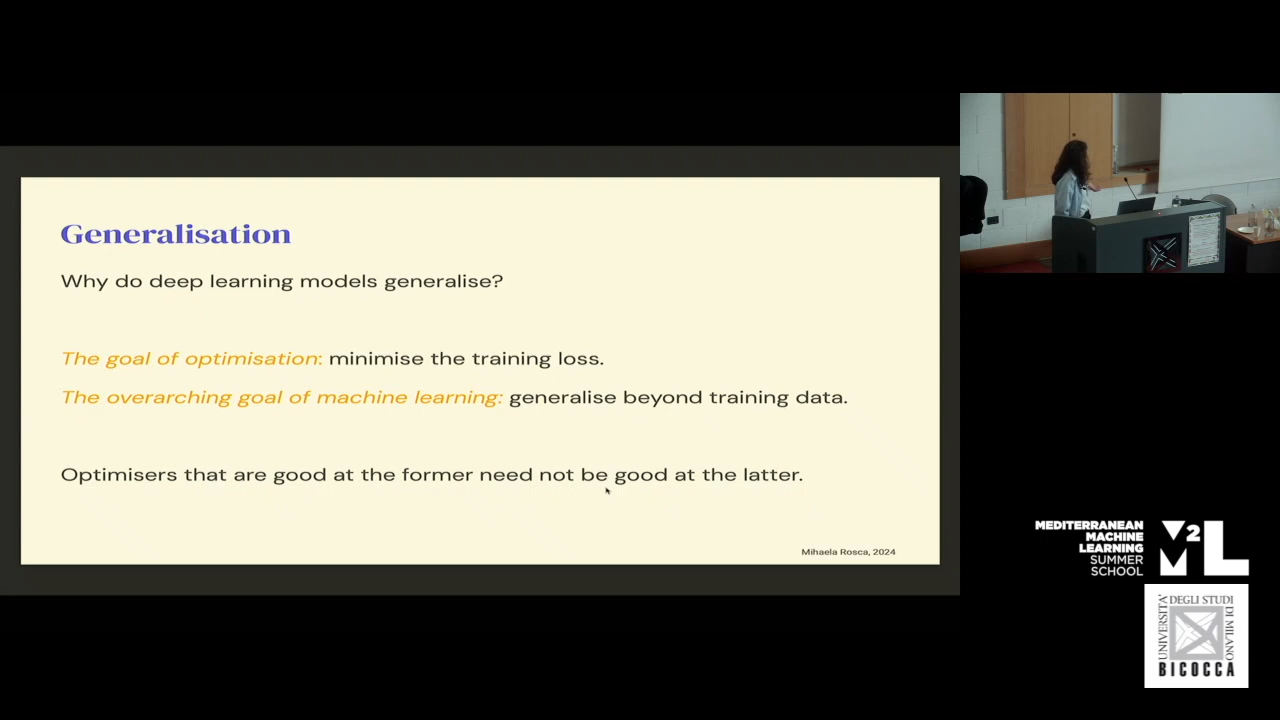 Generalisation
Why do deep learning models generalise?
The goal of optimisation: minimise the training loss.
The overarching goal of machine learning: generalise beyond training data.
Optimisers that are good at the former need not be good at the latter.
Mihaela Rosca, 2024
MEDITERRANEAN
MACHINE
LEARNING
SUMMER
SCHOOL
M2L
UNIVERSITA'
DEGLI STUDI
DI MILANO
BICOCCA